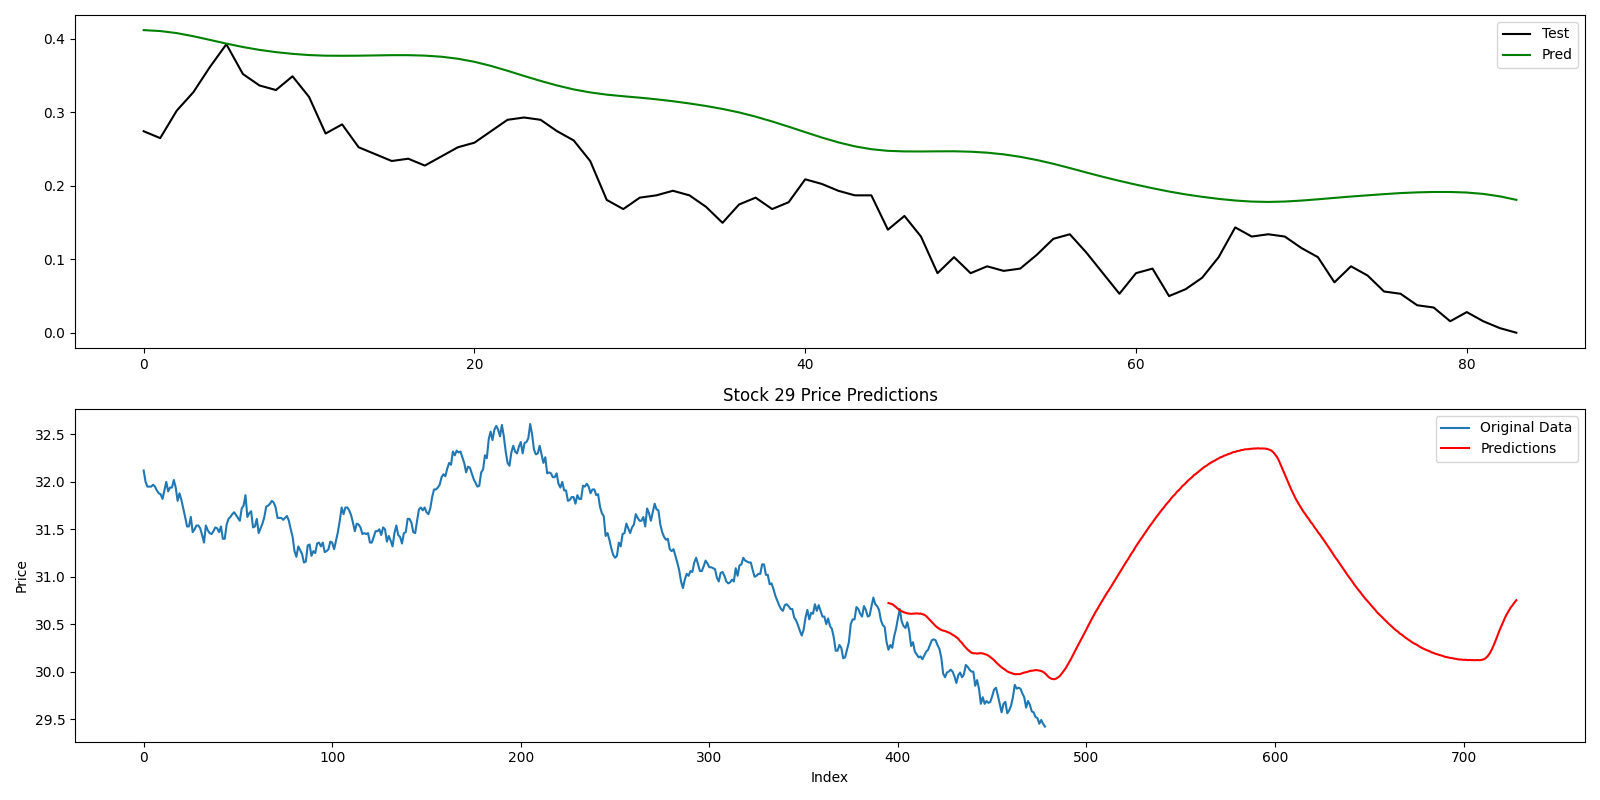 0.4
0.3
0.2
0.1
0.0
0 20 40 60 80
Test
Pred
Stock 29 Price Predictions
32.5
32.0
31.5
31.0
30.5
30.0
29.5
Price
0 100 200 300 400 500 600 700
Index
Original Data
Predictions